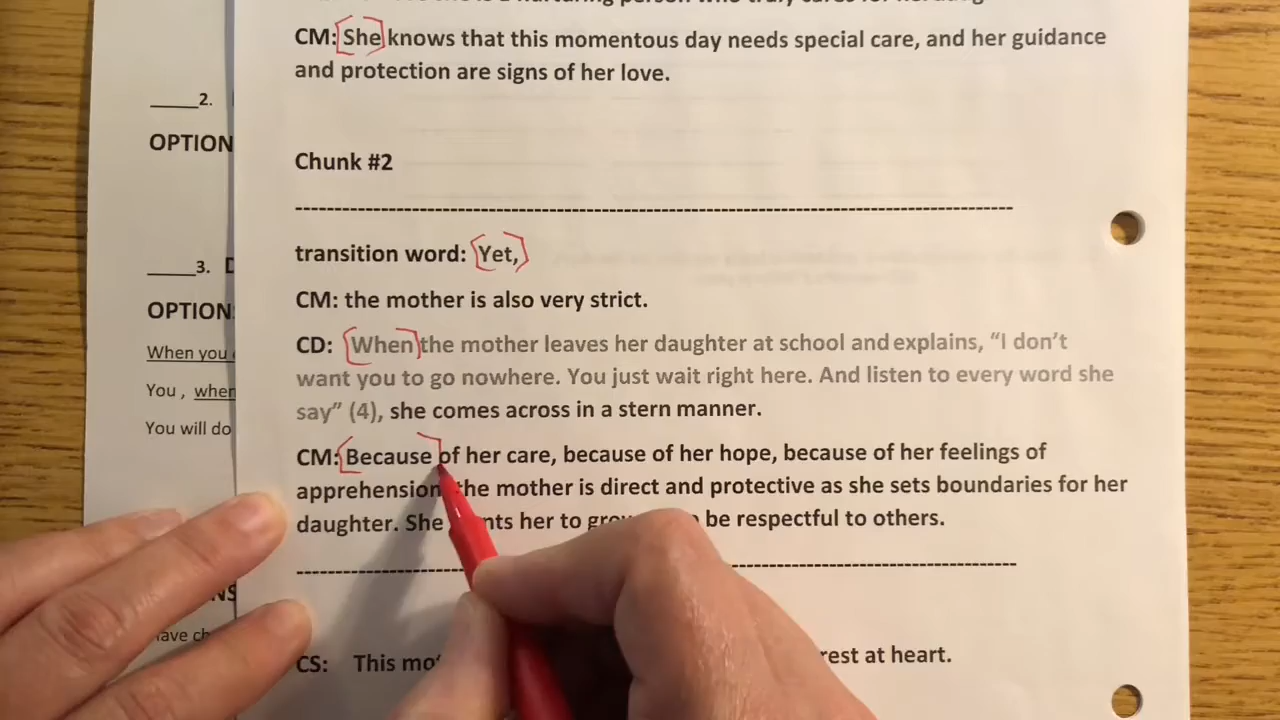 CM: She knows that this momentous day needs special care, and her guidance
and protection are signs of her love.
Chunk #2
transition word: Yet,
CM: the mother is also very strict.
CD: When the mother leaves her daughter at school and explains, “I don’t
want you to go nowhere. You just wait right here. And listen to every word she
say” (4), she comes across in a stern manner.
CM: Because of her care, because of her hope, because of her feelings of
apprehension the mother is direct and protective as she sets boundaries for her
daughter. She her to be respectful to others.
CS: This at heart.
2.
OPTION
3.
OPTION
When you
You , when
You will do